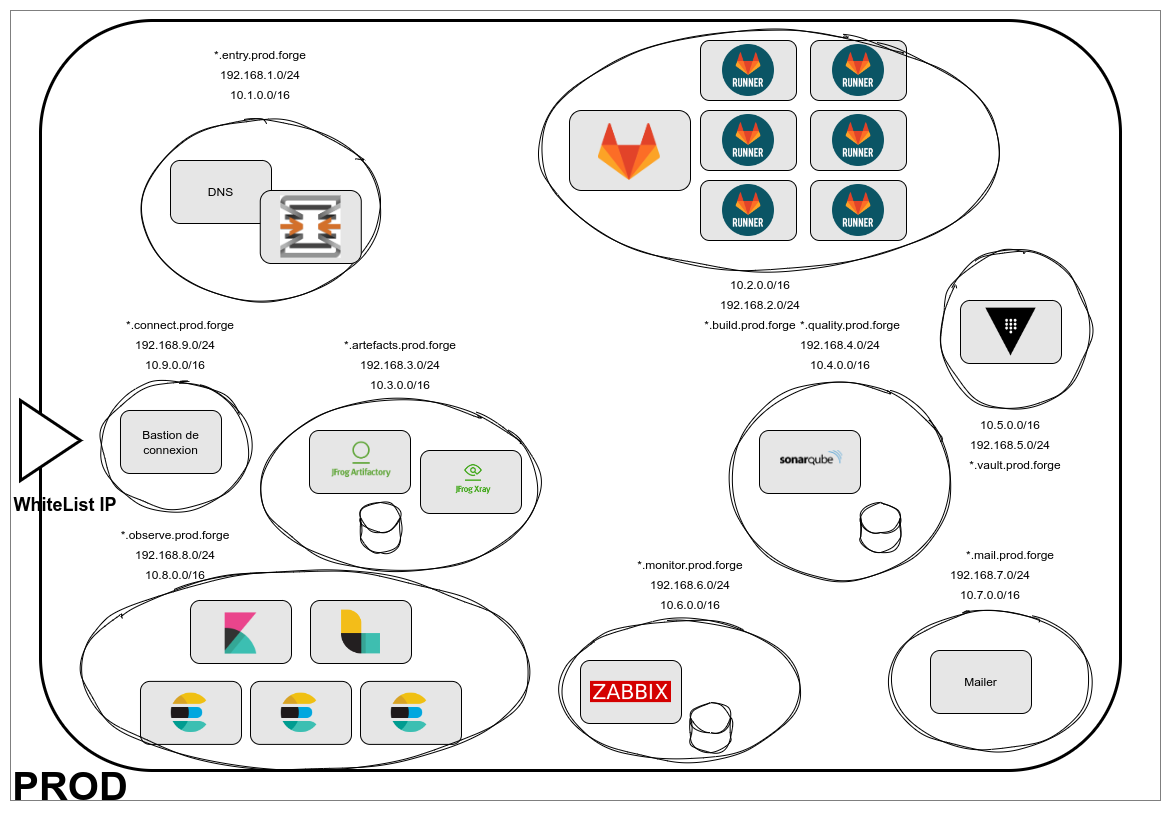 *.entry.prod.forge
192.168.1.0/24
10.1.0.0/16
DNS
RUNNER
RUNNER
RUNNER
RUNNER
RUNNER
RUNNER
10.2.0.0/16
192.168.2.0/24
*.build.prod.forge
*.quality.prod.forge
192.168.4.0/24
10.4.0.0/16
sonarqube
10.5.0.0/16
192.168.5.0/24
*.vault.prod.forge
*.connect.prod.forge
192.168.9.0/24
10.9.0.0/16
Bastion de
connexion
WhiteList IP
*.artefacts.prod.forge
192.168.3.0/24
10.3.0.0/16
JFrog Artifactory
JFrog Xray
*.observe.prod.forge
192.168.8.0/24
10.8.0.0/16
*.monitor.prod.forge
192.168.6.0/24
10.6.0.0/16
ZABBIX
*.mail.prod.forge
192.168.7.0/24
10.7.0.0/16
Mailer
PROD